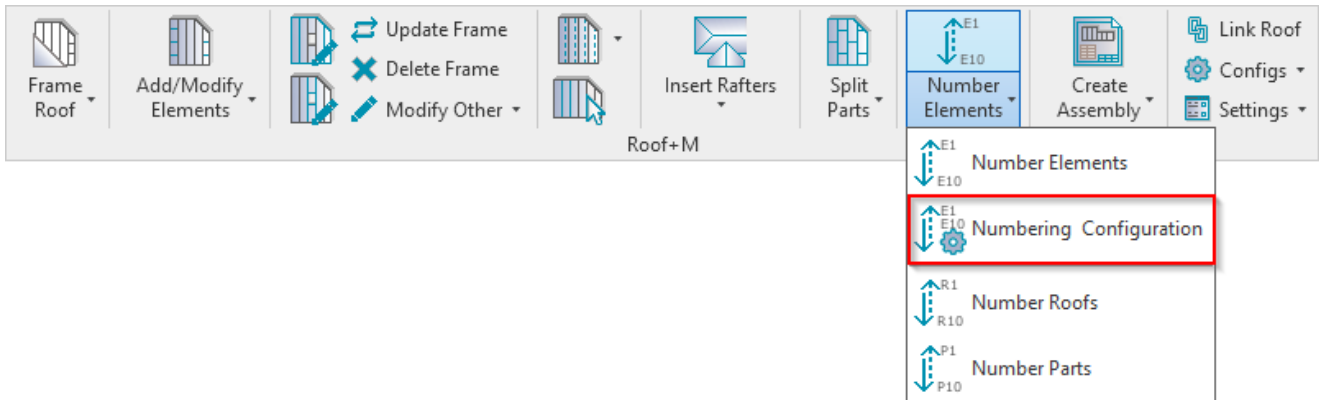 Frame
Roof
Add/Modify
Elements
Update Frame
Delete Frame
Modify Other
Insert Rafters
Split
Parts
E1
E10
Number
Elements
Create
Assembly
Link Roof
Configs
Settings
Roof+M
E1
E10
Number Elements
E1
E10
Numbering  Configuration
R1
R10
Number Roofs
P1
P10
Number Parts